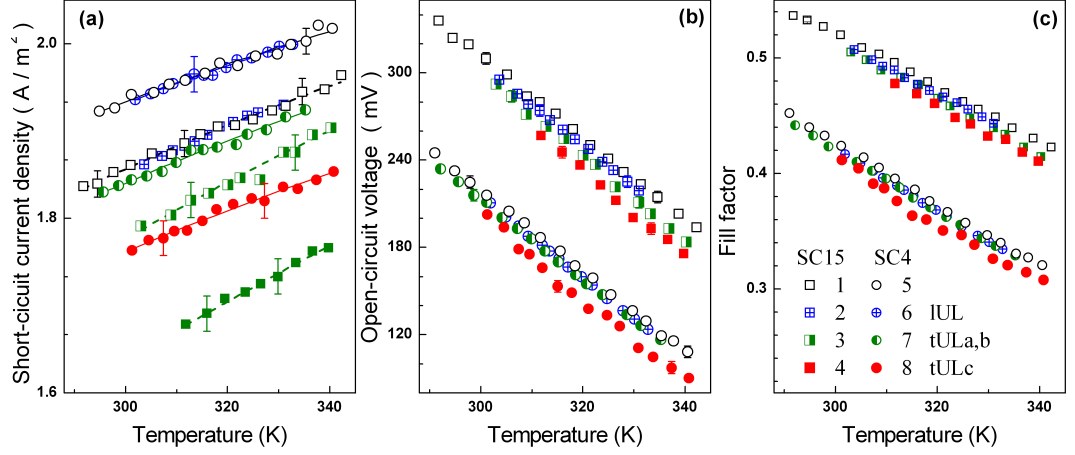 (a)
Short-cicuit current density ( A / m⁻² )
2.0
1.8
1.6
300 320 340
Temperature (K)
(b)
Open-circuit voltage ( mV )
300
240
180
120
300 320 340
Temperature (K)
(c)
Fill factor
0.5
0.4
0.3
SC15 SC4
1 5
2 6 lUL
3 7 tULa,b
4 8 tULc
300 320 340
Temperature (K)